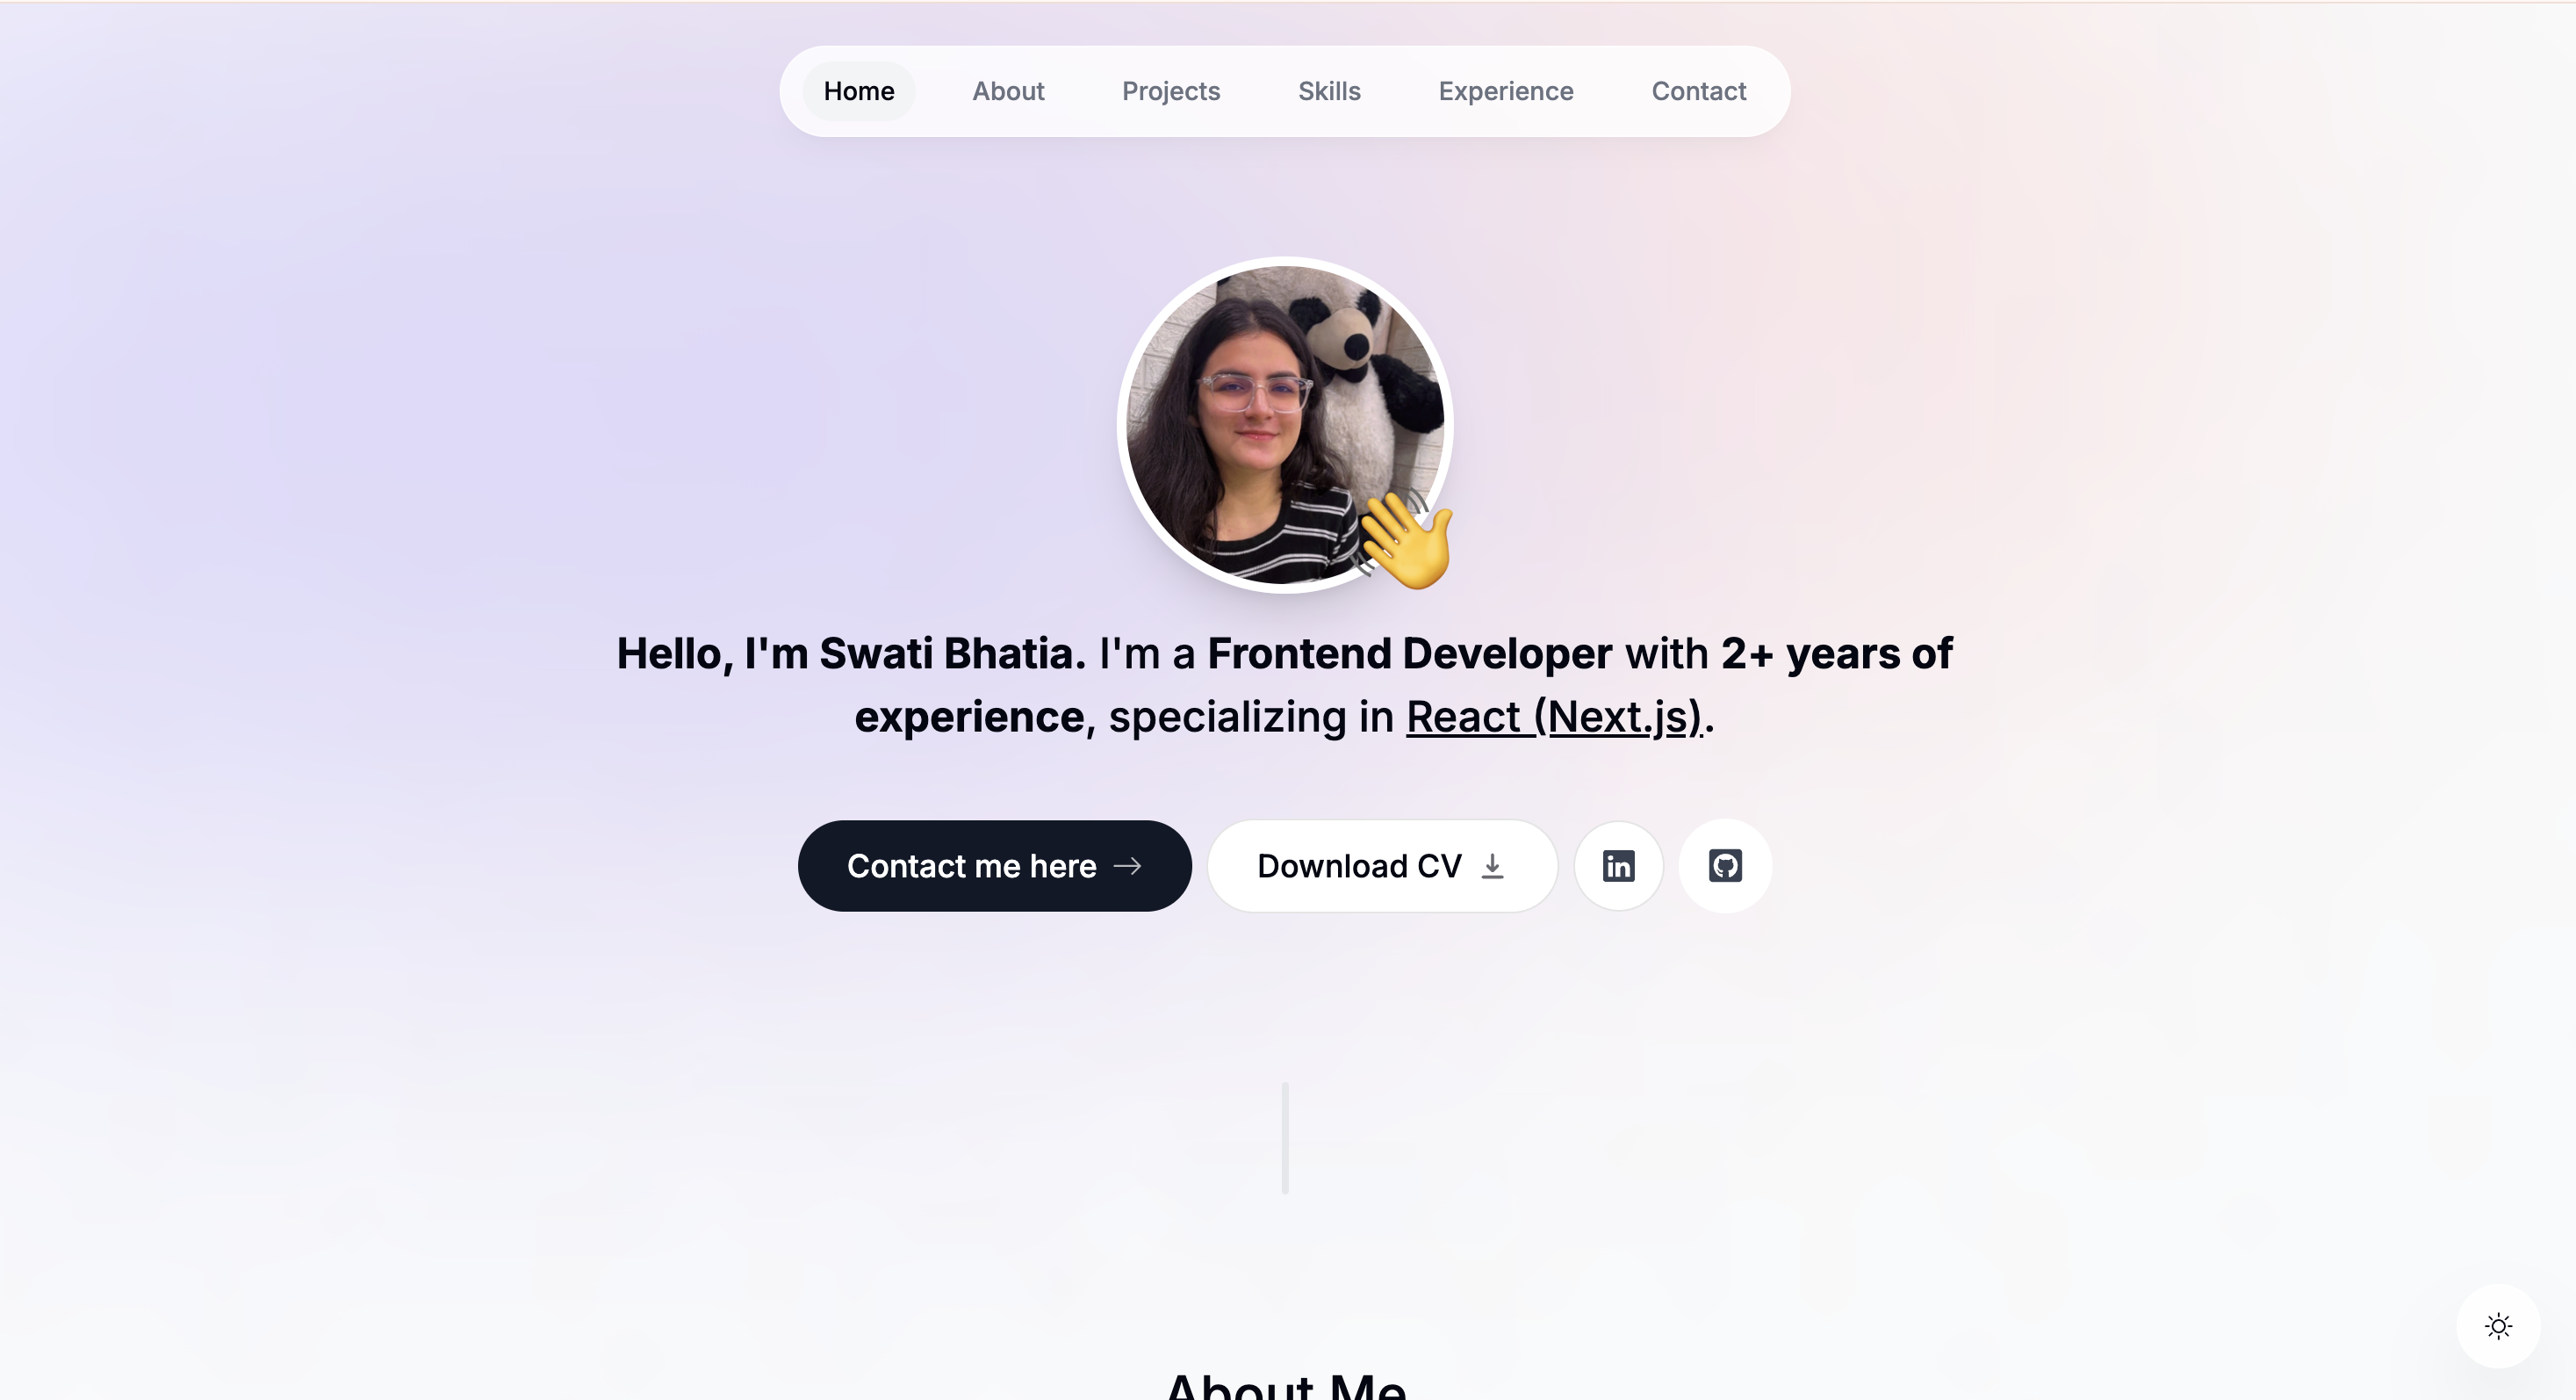 Home About Projects Skills Experience Contact
Hello, I'm Swati Bhatia. I'm a Frontend Developer with 2+ years of
experience, specializing in React (Next.js).
Contact me here Download CV in
About Me